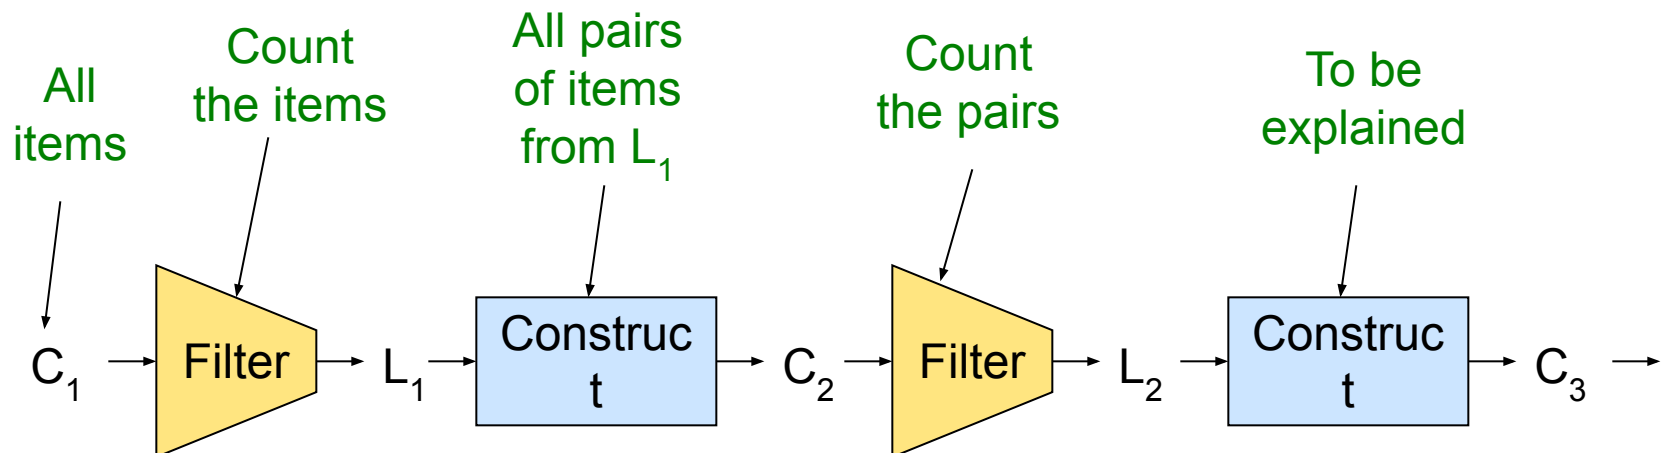 All
items
Count
the items
All pairs
of items
from L₁
Count
the pairs
To be
explained
C₁
Filter
L₁
Construc
t
C₂
Filter
L₂
Construc
t
C₃